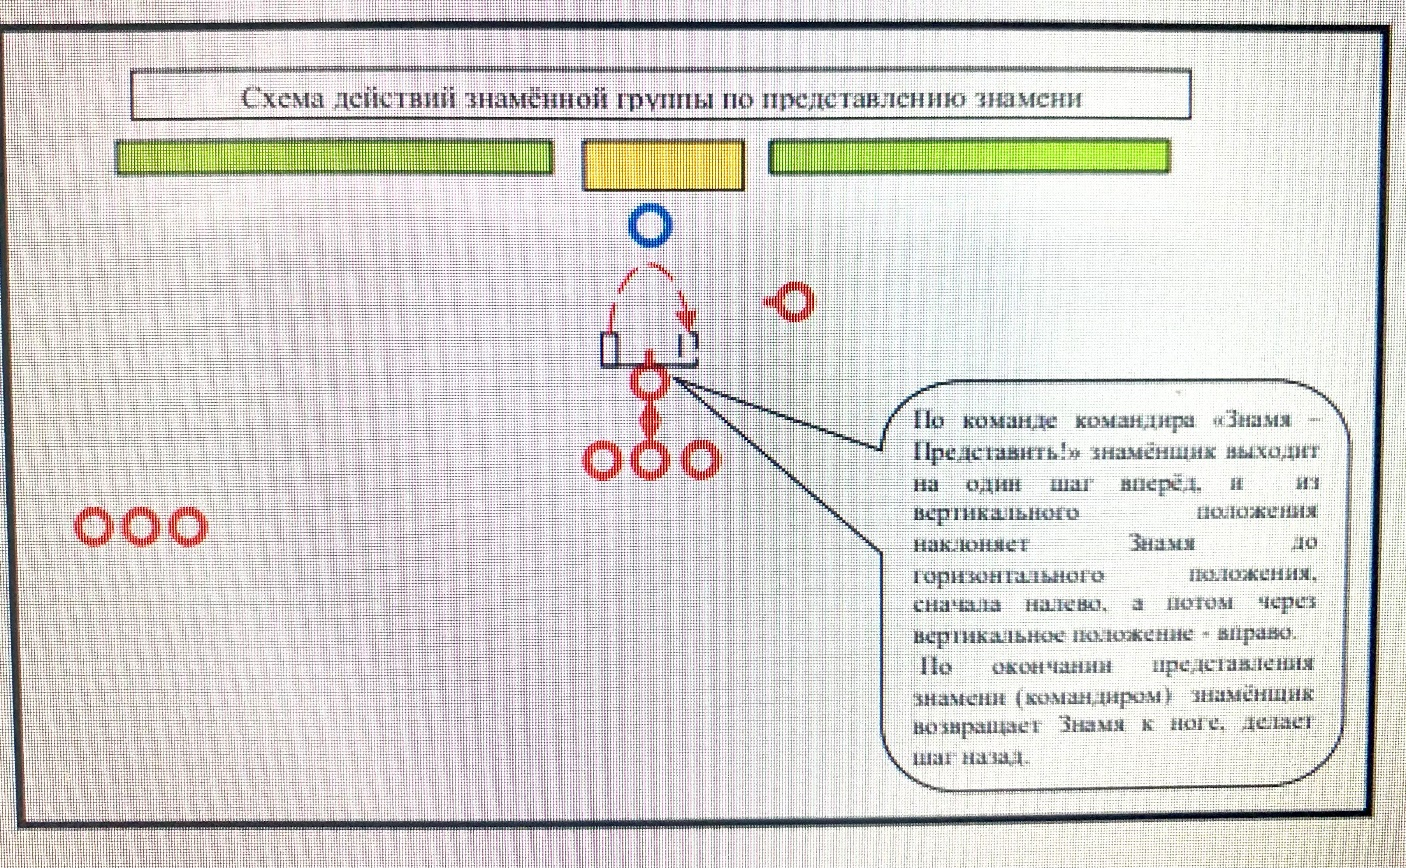 Схема действий знамённой группы по представлению знамени
По команде командира «Знамя –
Представить!» знамёнщик выходит
на один шаг вперёд, и из
вертикального положения
наклоняет Знамя до
горизонтального положения,
сначала налево, а потом через
вертикальное положение - вправо.
По окончании представления
знамени (командиром) знамёнщик
возвращает Знамя к ноге, делает
шаг назад.